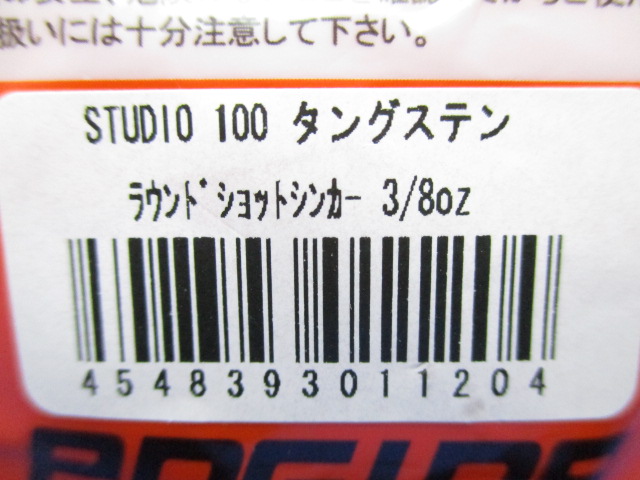 扱いには十分注意して下さい。
STUDIO 100 タングステン
ﾗｳﾝﾄﾞｼｮｯﾄｼﾝｶｰ 3/8oz
4548393011204